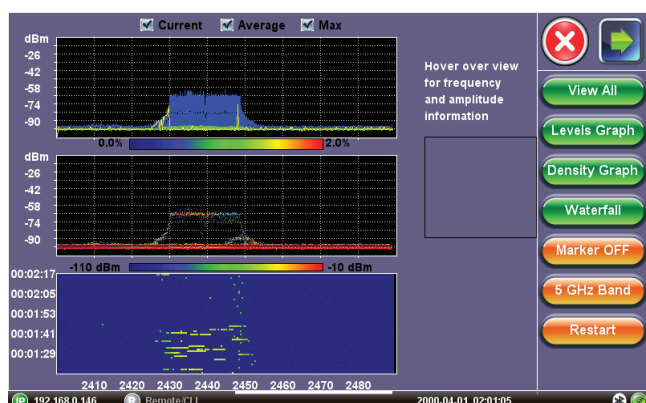 Current Average Max
dBm
-26
-42
-58
-74
-90
0.0% 2.0%
dBm
-26
-42
-58
-74
-90
-110 dBm -10 dBm
00:02:17
00:02:05
00:01:53
00:01:41
00:01:29
2410 2420 2430 2440 2450 2460 2470 2480
Hover over view
for frequency
and amplitude
information
View All
Levels Graph
Density Graph
Waterfall
Marker OFF
5 GHz Band
Restart
IP 192.168.0.146 R Remote/CLI 2000-04-01 02:01:05